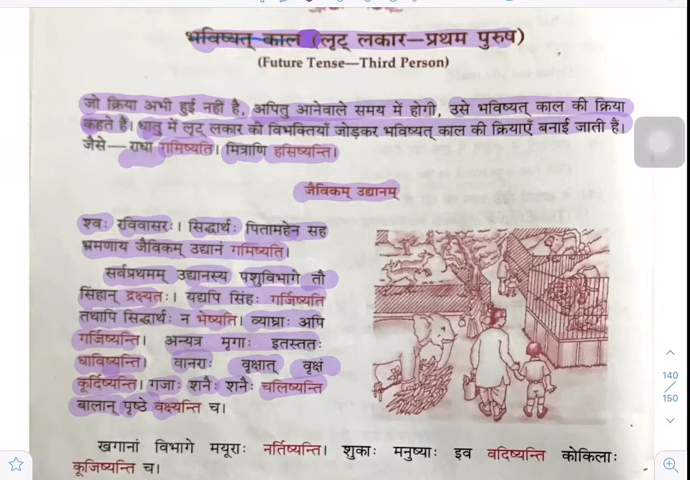 भविष्यत् काल (लृट् लकार—प्रथम पुरुष)
(Future Tense—Third Person)
जो क्रिया अभी हुई नहीं है, अपितु आनेवाले समय में होगी, उसे भविष्यत् काल की क्रिया
कहते हैं। धातु में लृट् लकार की विभक्तियाँ जोड़कर भविष्यत् काल की क्रियाएँ बनाई जाती है।
जैसे— राधा गमिष्यति। मित्राणि हसिष्यन्ति।
जैविकम् उद्यानम्
श्वः रविवासरः। सिद्धार्थः पितामहेन सह
भ्रमणाय जैविकम् उद्यानं गमिष्यति।
सर्वप्रथमम् उद्यानस्य पशुविभागे तौ
सिंहान् द्रक्ष्यतः। यद्यपि सिंहः गर्जिष्यति
तथापि सिद्धार्थः न भेष्यति। व्याघ्राः अपि
गर्जिष्यन्ति। अन्यत्र मृगाः इतस्ततः
धाविष्यन्ति। वानराः वृक्षात् वृक्षं
कूर्दिष्यन्ति। गजाः शनैः शनैः चलिष्यन्ति
बालान् पृष्ठे वक्ष्यन्ति च।
खगानां विभागे मयूराः नर्तिष्यन्ति। शुकाः मनुष्याः इव वदिष्यन्ति कोकिलाः
कूजिष्यन्ति च।
140
150